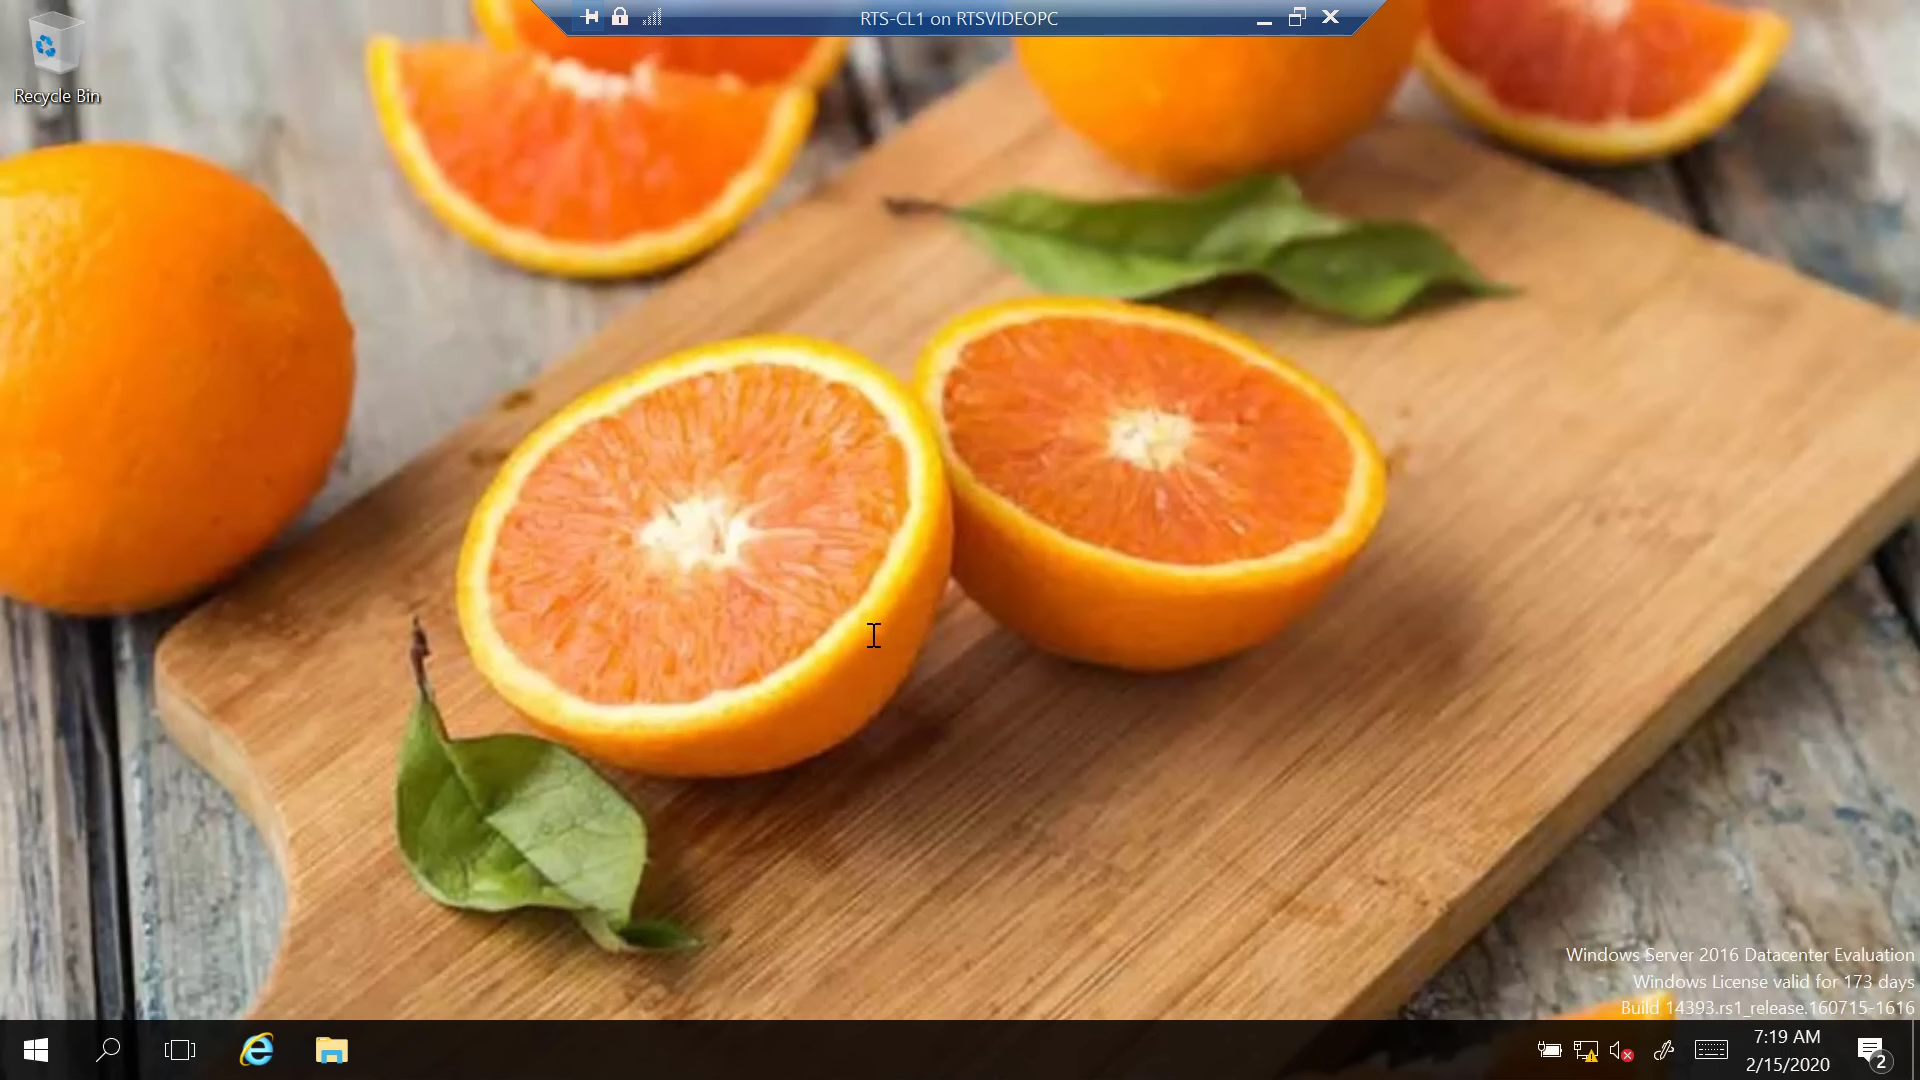 RTS-CL1 on RTSVIDEOPC
Recycle Bin
Windows Server 2016 Datacenter Evaluation
Windows License valid for 173 days
Build 14393.rs1_release.160715-1616
7:19 AM
2/15/2020
2